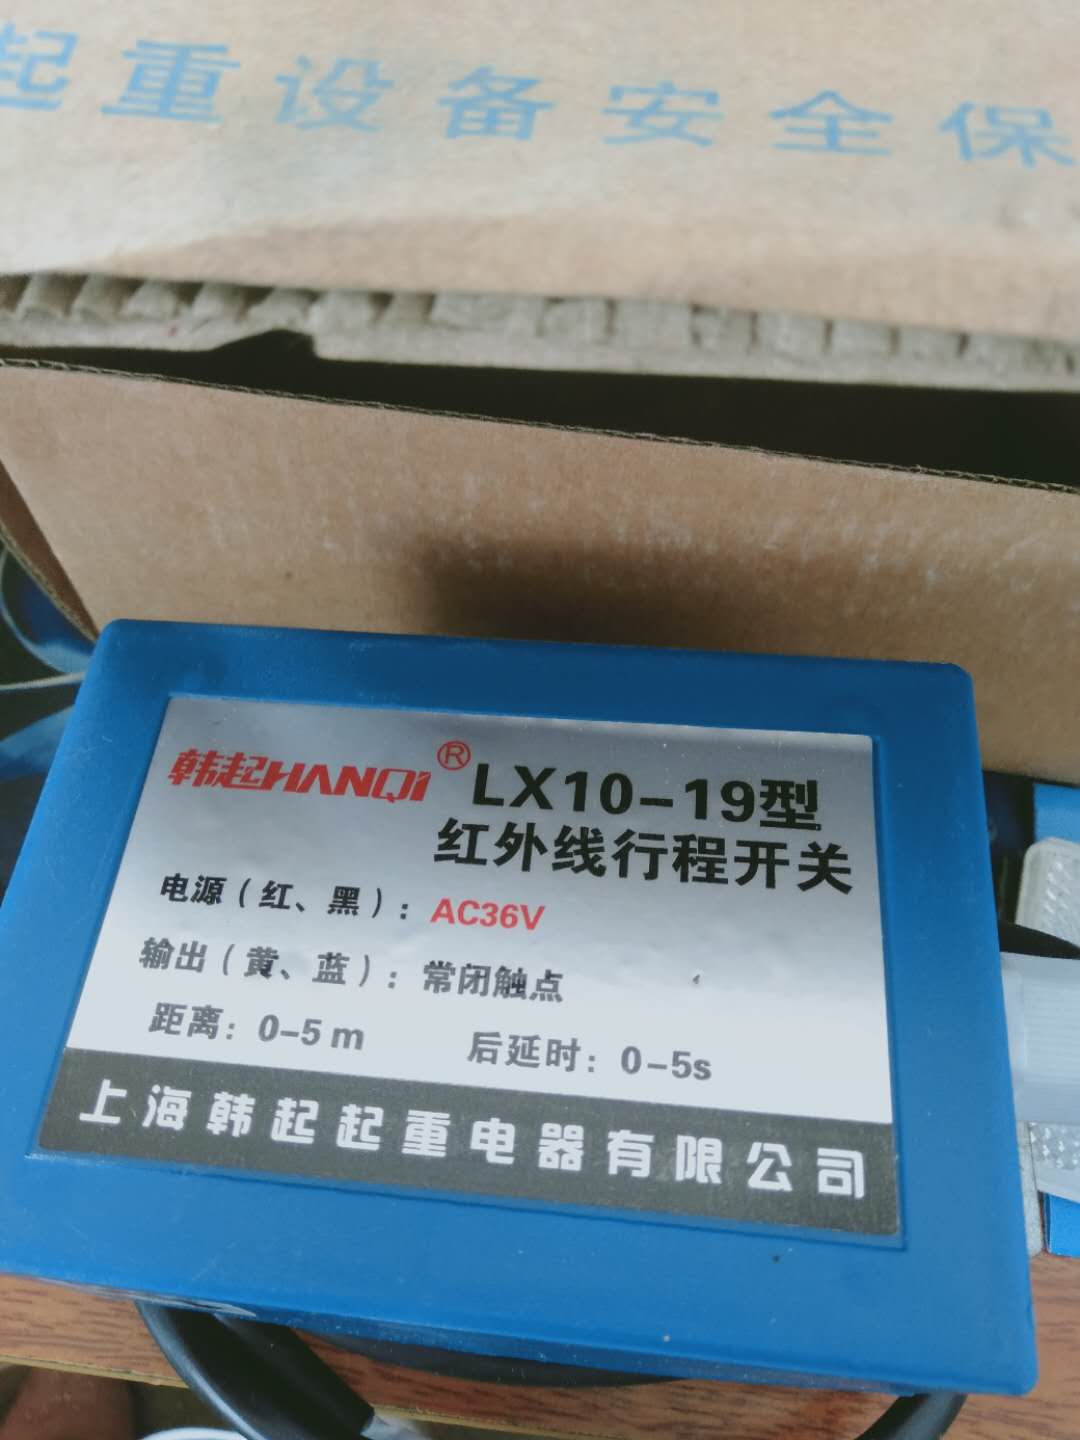 起重设备安全保
韩起HANQI® LX10-19型
红外线行程开关
电源(红、黑):AC36V
输出(黄、蓝):常闭触点
距离:0-5m 后延时:0-5s
上海韩起起重电器有限公司